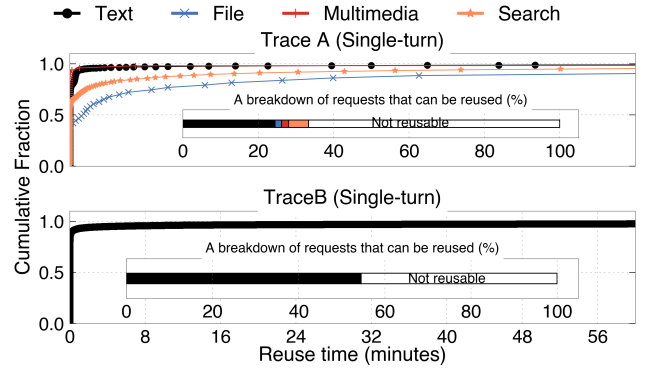 Text File Multimedia Search
Trace A (Single-turn)
1.0
0.5
0.0
A breakdown of requests that can be reused (%)
Not reusable
0 20 40 60 80 100
Cumulative Fraction
TraceB (Single-turn)
1.0
0.5
0.0
A breakdown of requests that can be reused (%)
Not reusable
0 20 40 60 80 100
0 8 16 24 32 40 48 56
Reuse time (minutes)